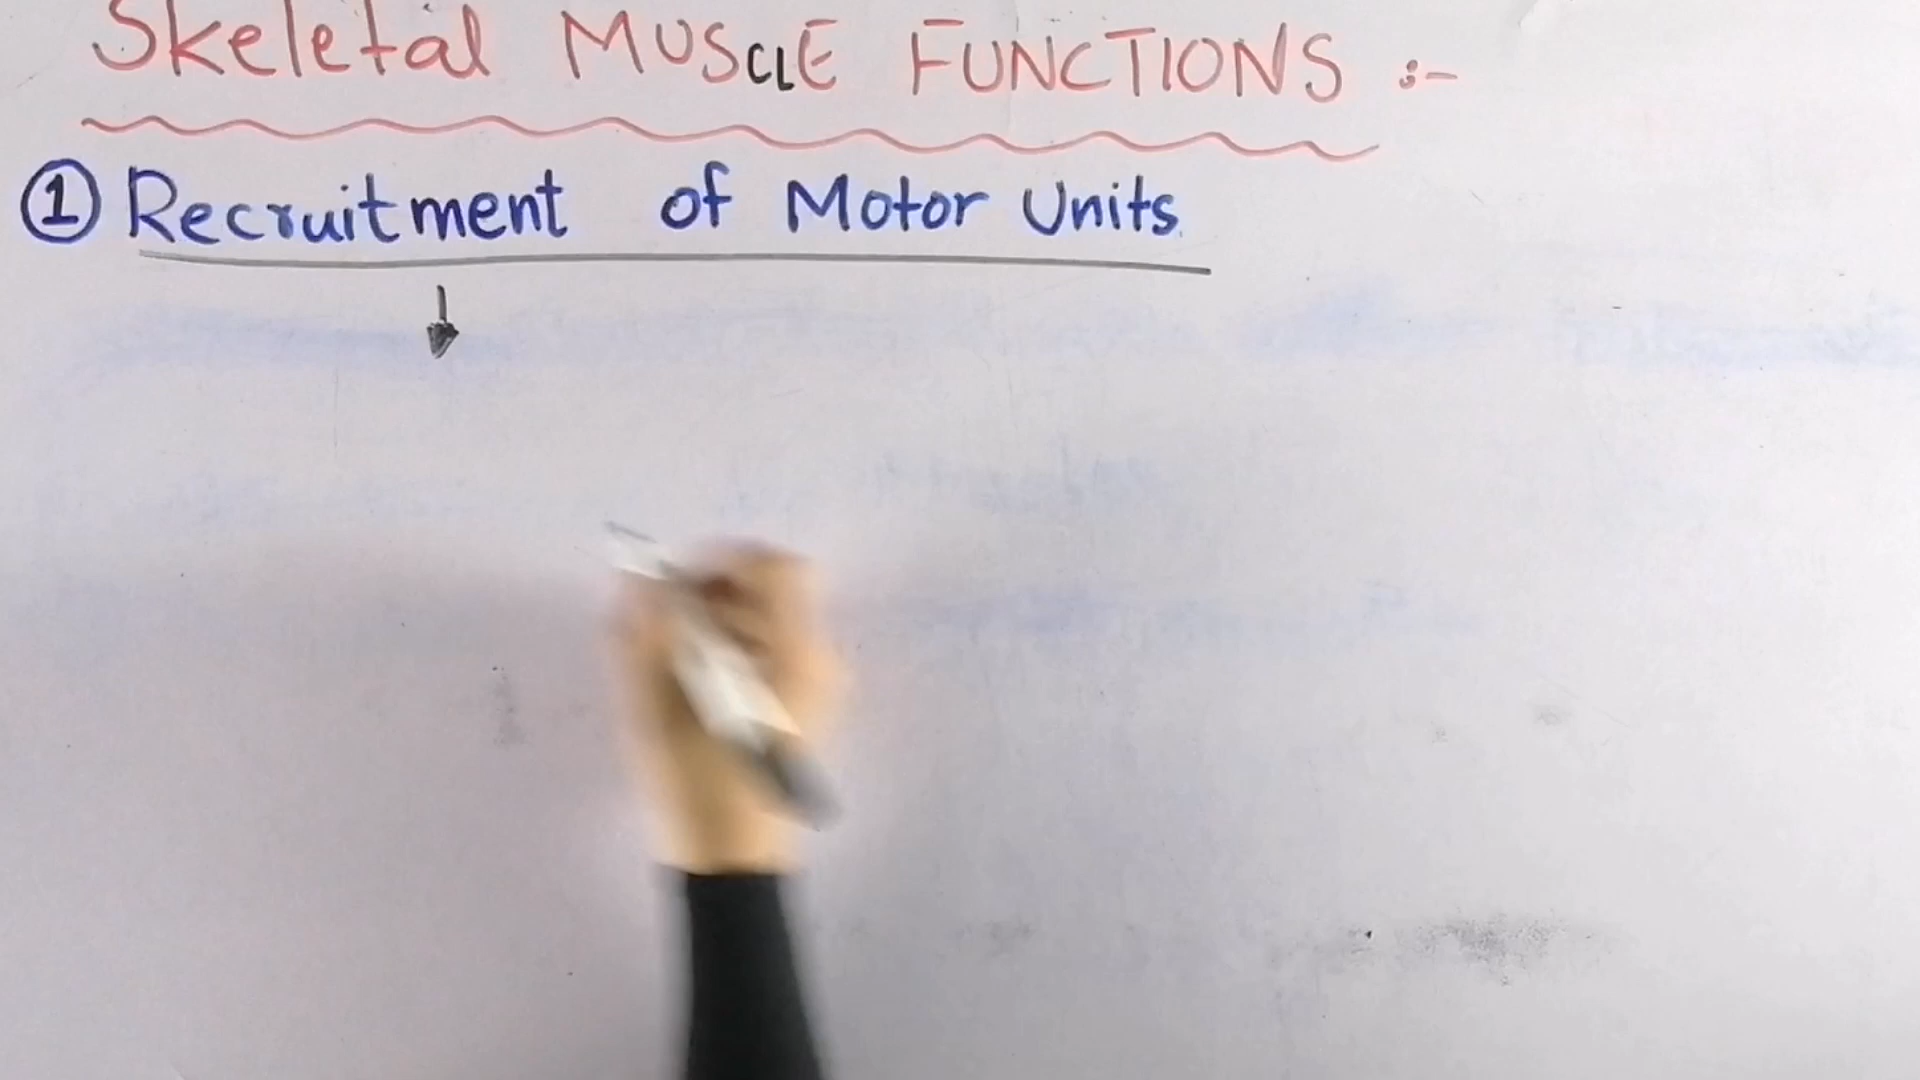 Skeletal MUSclE FUNCTIONS :-
① Recruitment of Motor Units